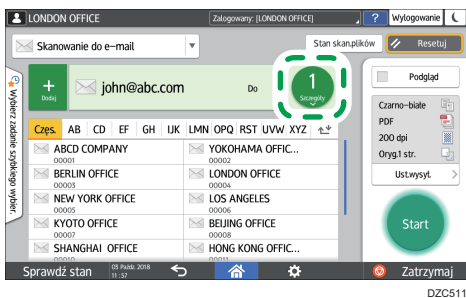 LONDON OFFICE
Zalogowany: [LONDON OFFICE]
? Wylogowanie
Skanowanie do e-mail
Stan skan.plików
Resetuj
Wybierz zadanie szybkiego wybier.
+ Dodaj
john@abc.com
Do
1
Szczegóły
Podgląd
Czarno-białe
PDF
200 dpi
Oryg.1 str.
Ust.wysył.
Start
Częs. AB CD EF GH IJK LMN OPQ RST UVW XYZ
ABCD COMPANY
00001
YOKOHAMA OFFIC...
00002
BERLIN OFFICE
00003
LONDON OFFICE
00004
NEW YORK OFFICE
00005
LOS ANGELES
00006
KYOTO OFFICE
00007
BEIJING OFFICE
00008
SHANGHAI OFFICE
00010
HONG KONG OFFIC...
00011
Sprawdź stan
03 Paźdz. 2018
11 : 57
Zatrzymaj
DZC511